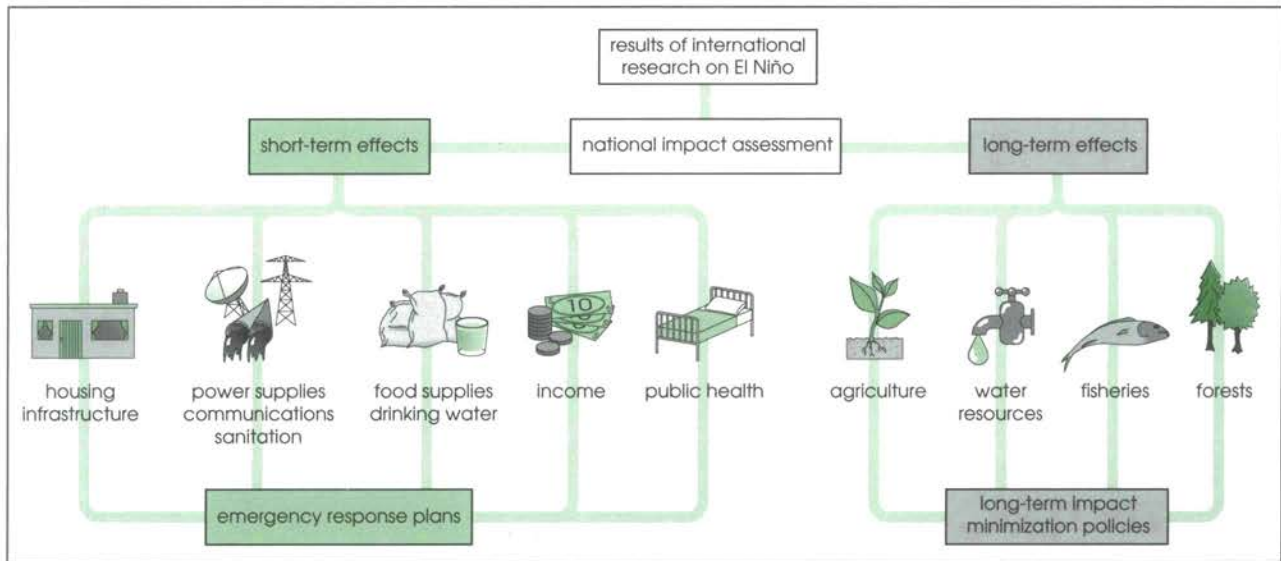 results of international
research on El Niño
short-term effects
national impact assessment
long-term effects
10
housing
infrastructure
power supplies
communications
sanitation
food supplies
drinking water
income
public health
agriculture
water
resources
fisheries
forests
emergency response plans
long-term impact
minimization policies